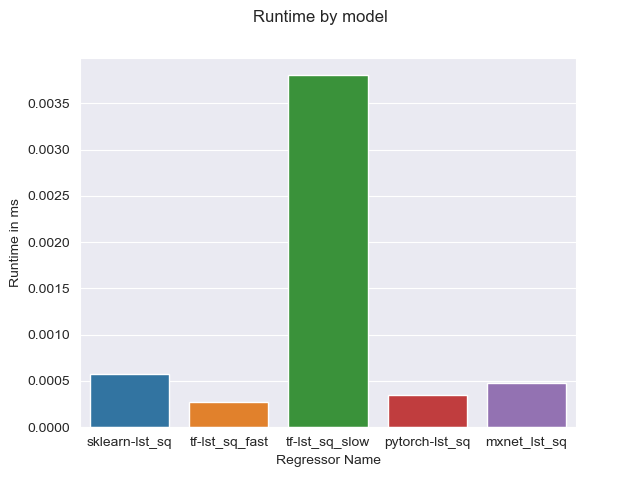 Runtime by model
0.0035
0.0030
0.0025
0.0020
0.0015
0.0010
0.0005
0.0000
Runtime in ms
sklearn-lst_sq tf-lst_sq_fast tf-lst_sq_slow pytorch-lst_sq mxnet_lst_sq
Regressor Name